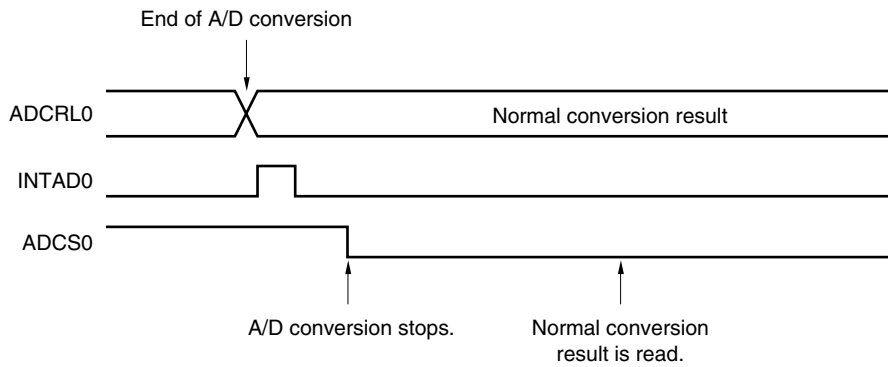 End of A/D conversion
ADCRL0
Normal conversion result
INTAD0
ADCS0
A/D conversion stops.
Normal conversion
result is read.